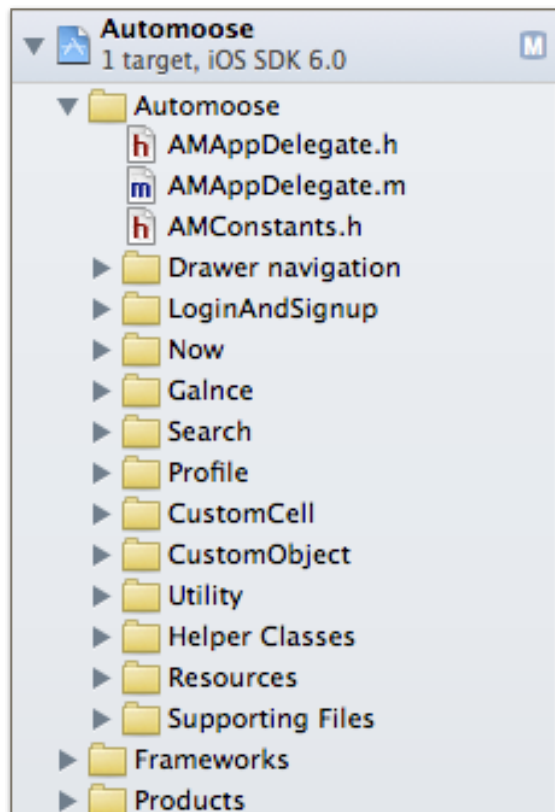 Automoose
1 target, iOS SDK 6.0
M
Automoose
h AMAppDelegate.h
m AMAppDelegate.m
h AMConstants.h
Drawer navigation
LoginAndSignup
Now
Galnce
Search
Profile
CustomCell
CustomObject
Utility
Helper Classes
Resources
Supporting Files
Frameworks
Products